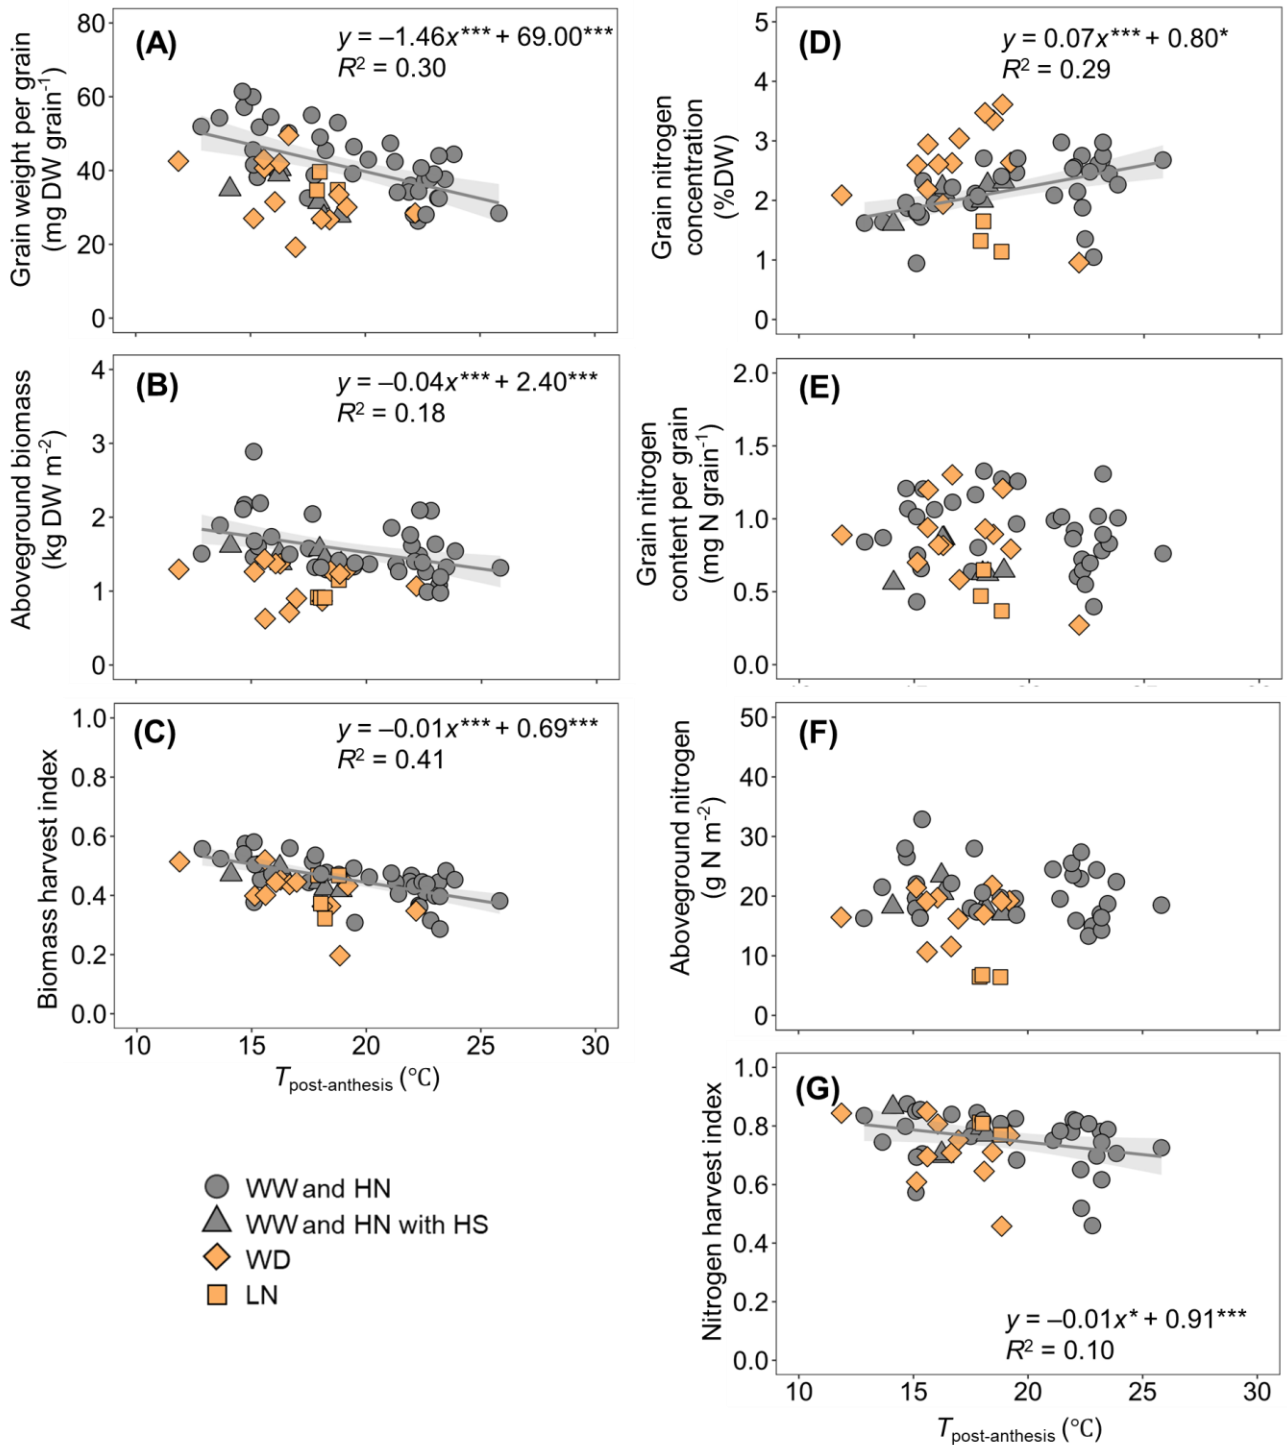 (A)
y = –1.46x*** + 69.00***
R² = 0.30
Grain weight per grain
(mg DW grain⁻¹)
80
60
40
20
0
(B)
y = –0.04x*** + 2.40***
R² = 0.18
Aboveground biomass
(kg DW m⁻²)
4
3
2
1
0
(C)
y = –0.01x*** + 0.69***
R² = 0.41
Biomass harvest index
1.0
0.8
0.6
0.4
0.2
0.0
10 15 20 25 30
Tpost-anthesis (°C)
WW and HN
WW and HN with HS
WD
LN
(D)
y = 0.07x*** + 0.80*
R² = 0.29
Grain nitrogen
concentration
(%DW)
5
4
3
2
1
0
(E)
Grain nitrogen
content per grain
(mg N grain⁻¹)
2.0
1.5
1.0
0.5
0.0
(F)
Aboveground nitrogen
(g N m⁻²)
50
40
30
20
10
0
(G)
Nitrogen harvest index
1.0
0.8
0.6
0.4
0.2
0.0
y = –0.01x* + 0.91***
R² = 0.10
10 15 20 25 30
Tpost-anthesis (°C)